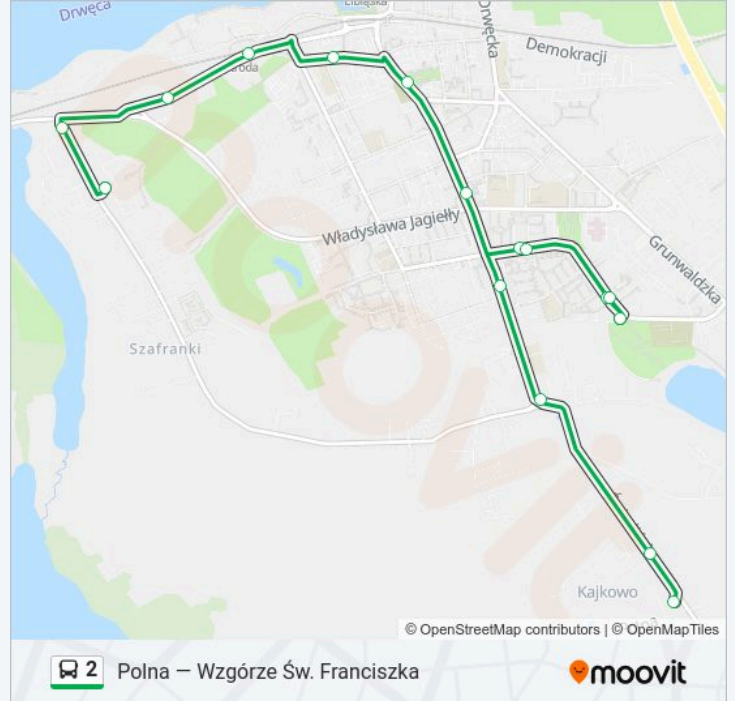 Drwęca
Drwęcka
Demokracji
Władysława Jagiełły
Grunwaldzka
Szafranki
Kajkowo
© OpenStreetMap contributors | © OpenMapTiles
2 Polna — Wzgórze Św. Franciszka
moovit